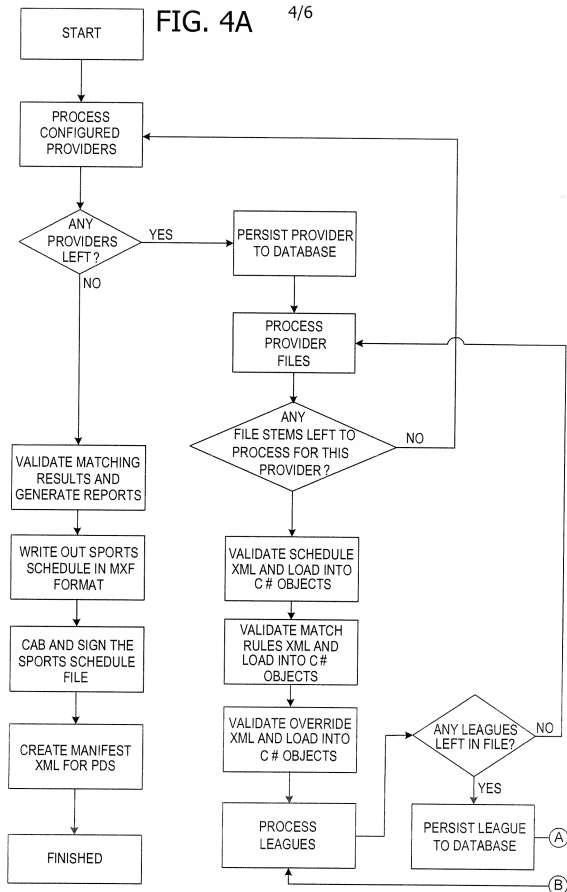 FIG. 4A
4/6
START
PROCESS
CONFIGURED
PROVIDERS
ANY
PROVIDERS
LEFT?
YES
NO
PERSIST PROVIDER
TO DATABASE
PROCESS
PROVIDER
FILES
ANY
FILE STEMS LEFT TO
PROCESS FOR THIS
PROVIDER?
NO
VALIDATE MATCHING
RESULTS AND
GENERATE REPORTS
WRITE OUT SPORTS
SCHEDULE IN MXF
FORMAT
CAB AND SIGN THE
SPORTS SCHEDULE
FILE
CREATE MANIFEST
XML FOR PDS
FINISHED
VALIDATE SCHEDULE
XML AND LOAD INTO
C# OBJECTS
VALIDATE MATCH
RULES XML AND
LOAD INTO C#
OBJECTS
VALIDATE OVERRIDE
XML AND LOAD INTO
C# OBJECTS
PROCESS
LEAGUES
ANY LEAGUES
LEFT IN FILE?
NO
YES
PERSIST LEAGUE
TO DATABASE
A
B